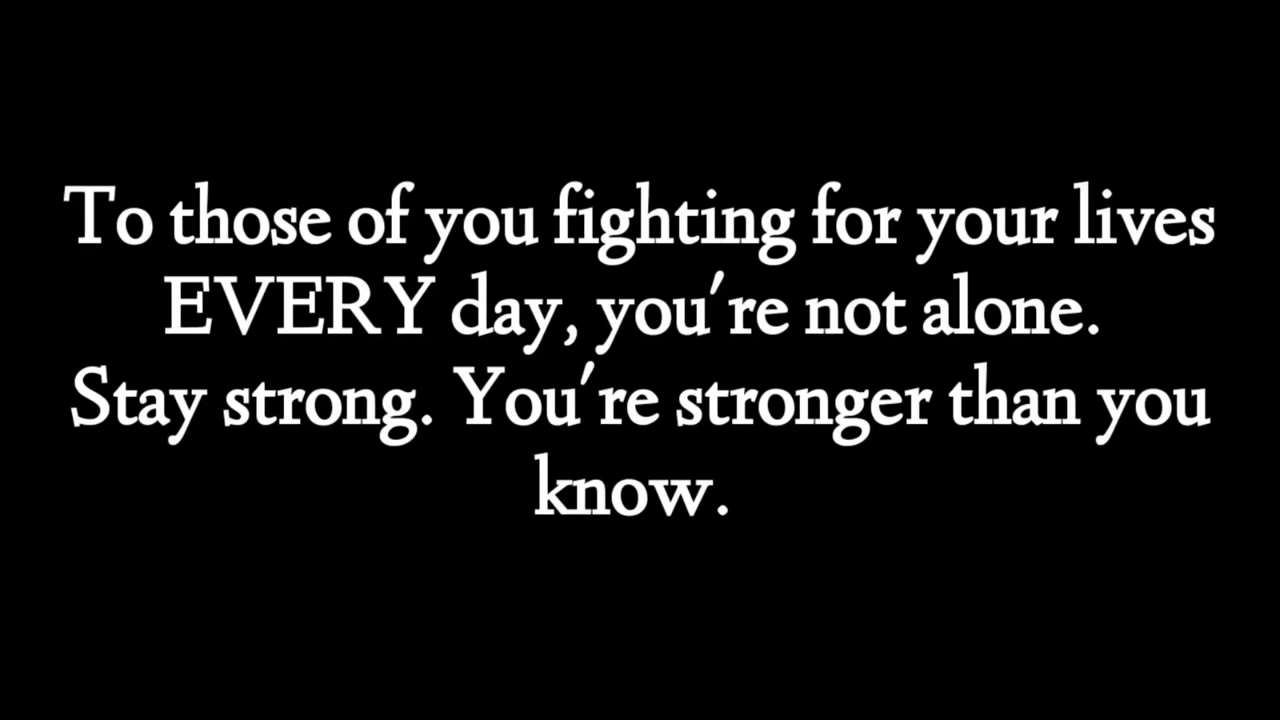 To those of you fighting for your lives
EVERY day, you're not alone.
Stay strong. You're stronger than you
know.